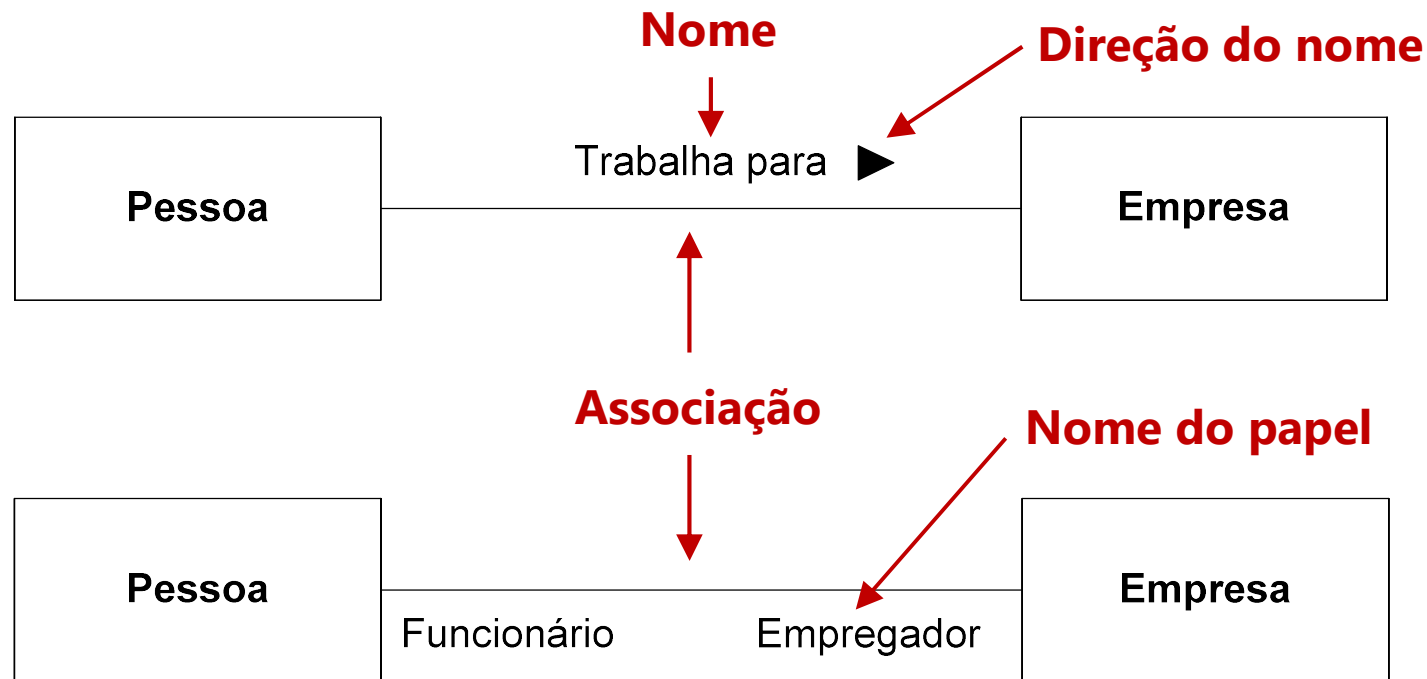 Nome
Direção do nome
Trabalha para
Pessoa
Empresa
Associação
Nome do papel
Pessoa
Empresa
Funcionário
Empregador